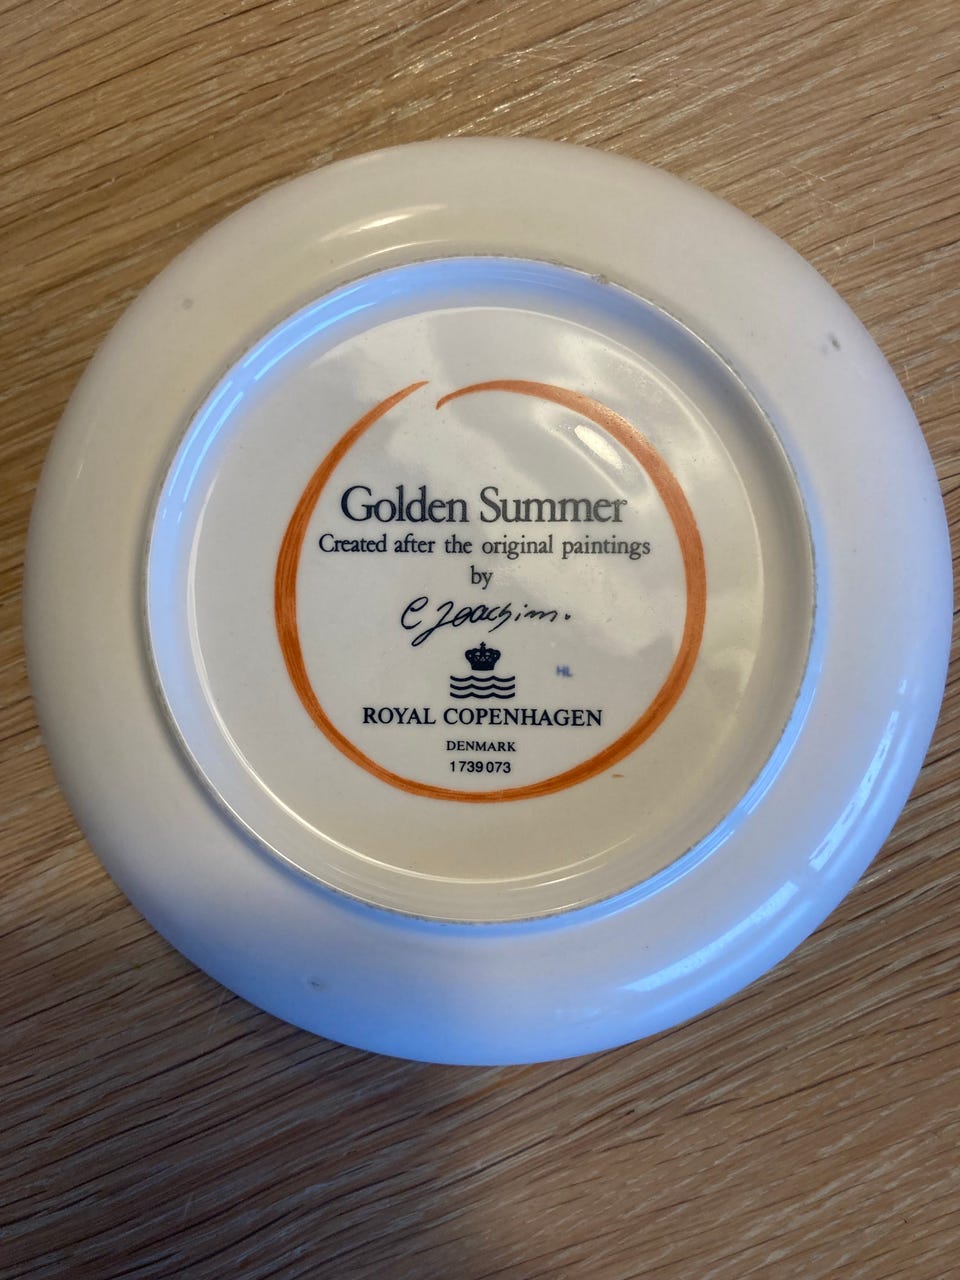 Golden Summer
Created after the original paintings
by
C Joachim.
HL
ROYAL COPENHAGEN
DENMARK
1739073